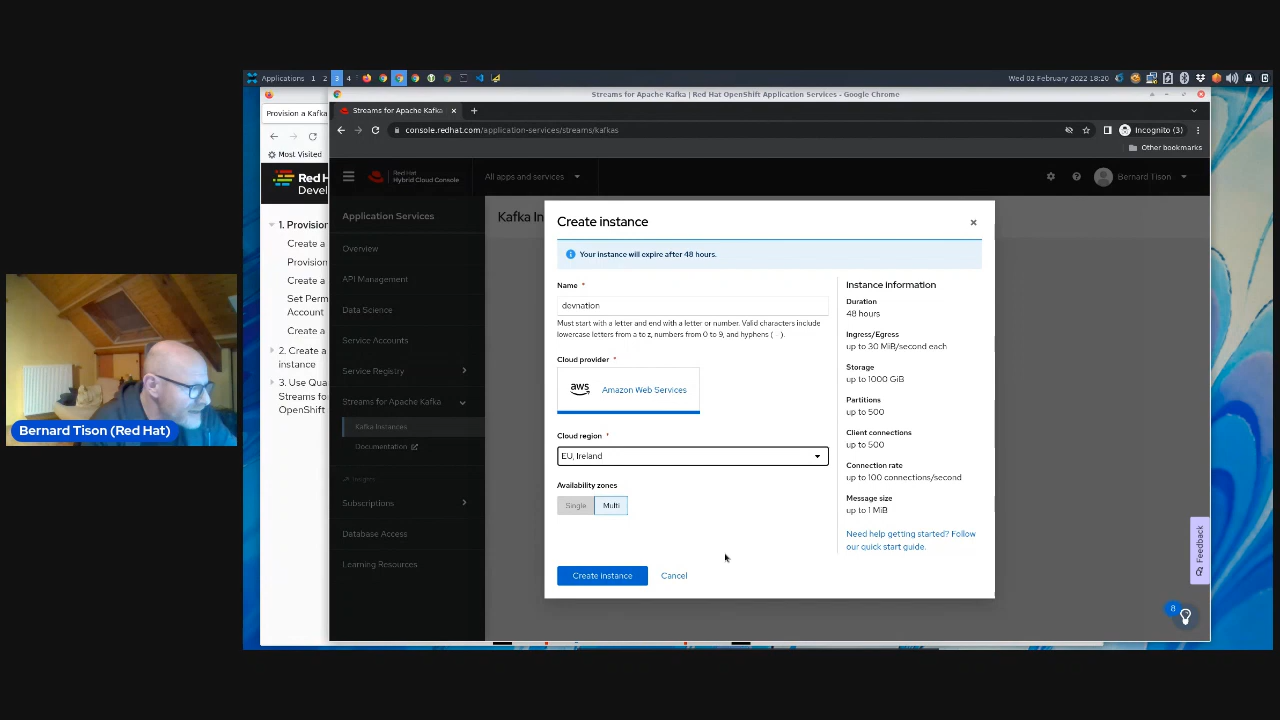 Applications 1 2 3 4
Wed 02 February 2022 18:20
Streams for Apache Kafka | Red Hat OpenShift Application Services - Google Chrome
Provision a Kafka
Streams for Apache Kafka
console.redhat.com/application-services/streams/kafkas
Incognito (3)
Most Visited
Other bookmarks
Red H
Devel
Red Hat
Hybrid Cloud Console
All apps and services
Bernard Tison
Application Services
Kafka In
Overview
API Management
Data Science
Service Accounts
Service Registry
Streams for Apache Kafka
Kafka Instances
Documentation
Insights
Subscriptions
Database Access
Learning Resources
1. Provision
Create a
Provision
Create a
Set Perm
Account
Create a
2. Create a
instance
3. Use Qua
Streams fo
OpenShift
Create instance
Your instance will expire after 48 hours.
Name *
devnation
Must start with a letter and end with a letter or number. Valid characters include
lowercase letters from a to z, numbers from 0 to 9, and hyphens ( - ).
Cloud provider *
aws Amazon Web Services
Cloud region *
EU, Ireland
Availability zones
Single Multi
Create instance Cancel
Instance Information
Duration
48 hours
Ingress/Egress
up to 30 MiB/second each
Storage
up to 1000 GiB
Partitions
up to 500
Client connections
up to 500
Connection rate
up to 100 connections/second
Message size
up to 1 MiB
Need help getting started? Follow
our quick start guide.
Feedback
8
Bernard Tison (Red Hat)